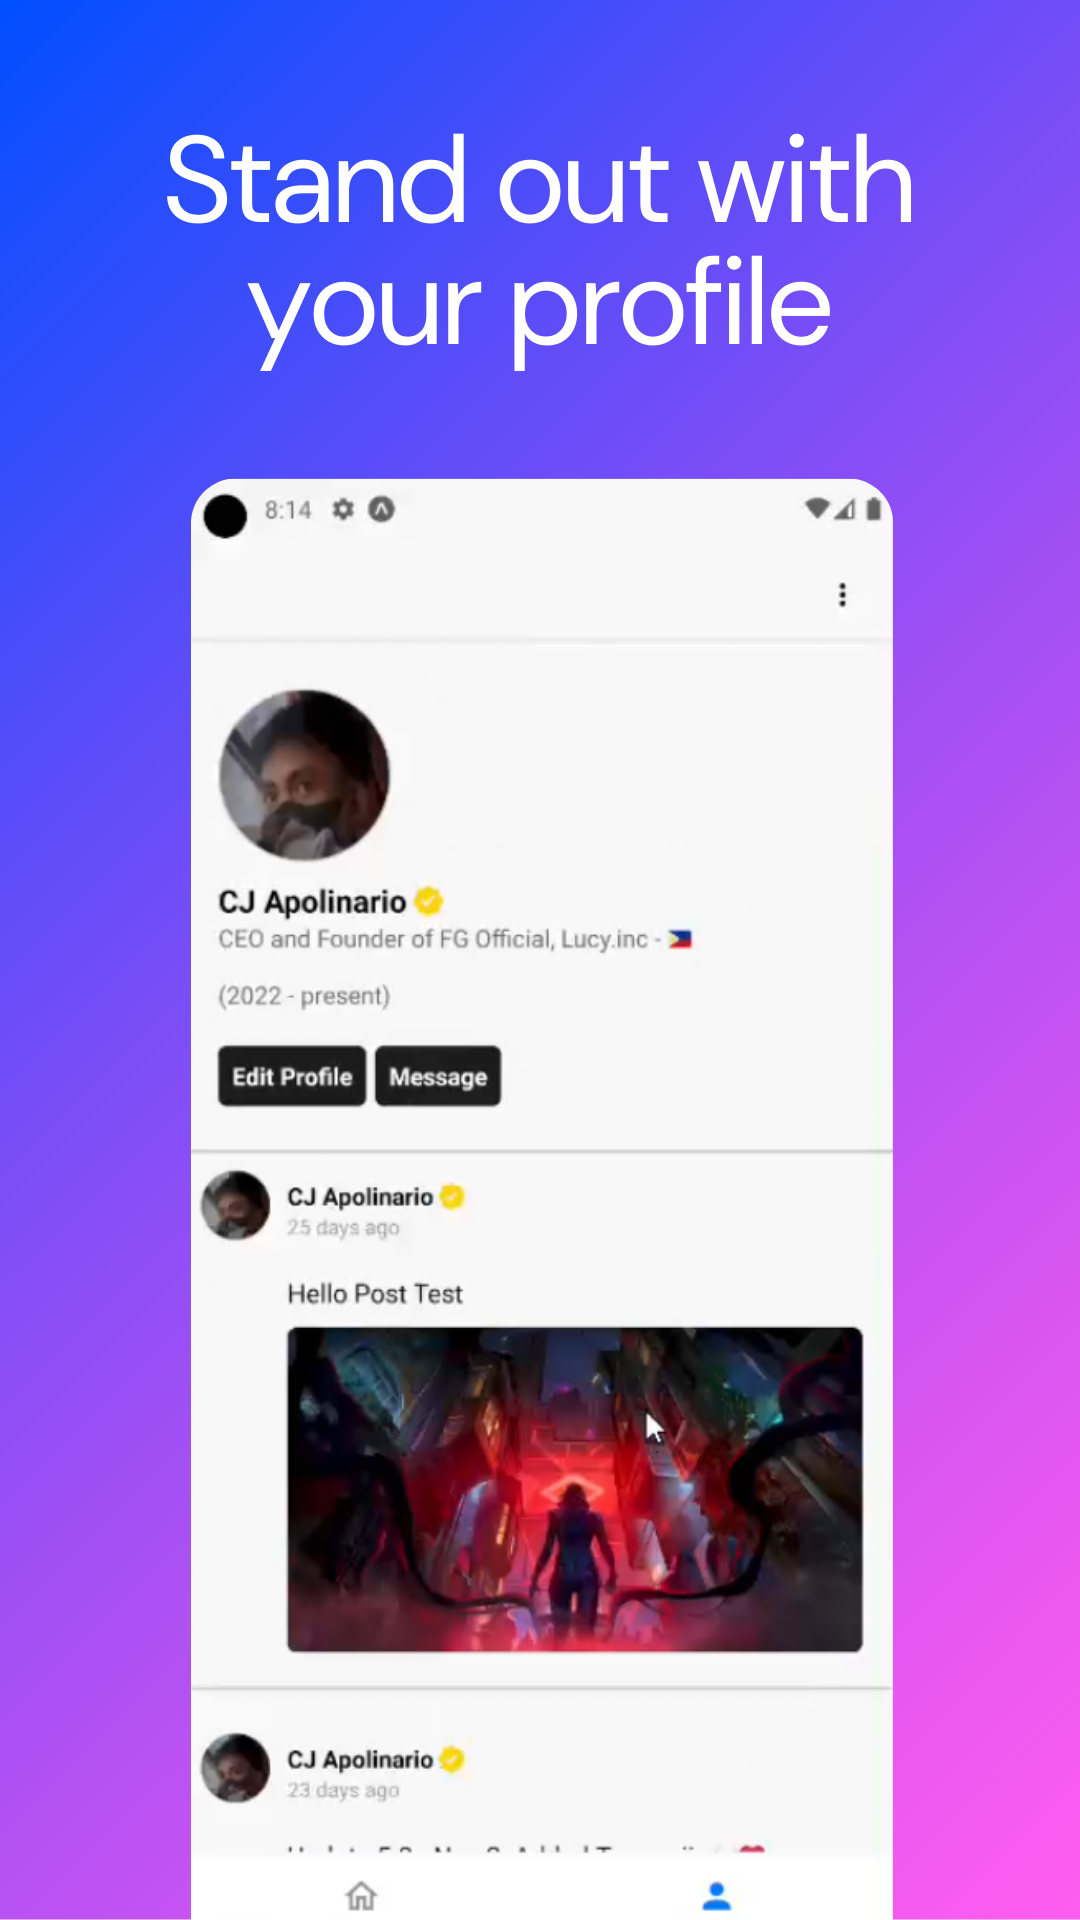 Stand out with
your profile
8:14
CJ Apolinario
CEO and Founder of FG Official, Lucy.inc - 🇵🇭
(2022 - present)
Edit Profile
Message
CJ Apolinario
25 days ago
Hello Post Test
CJ Apolinario
23 days ago